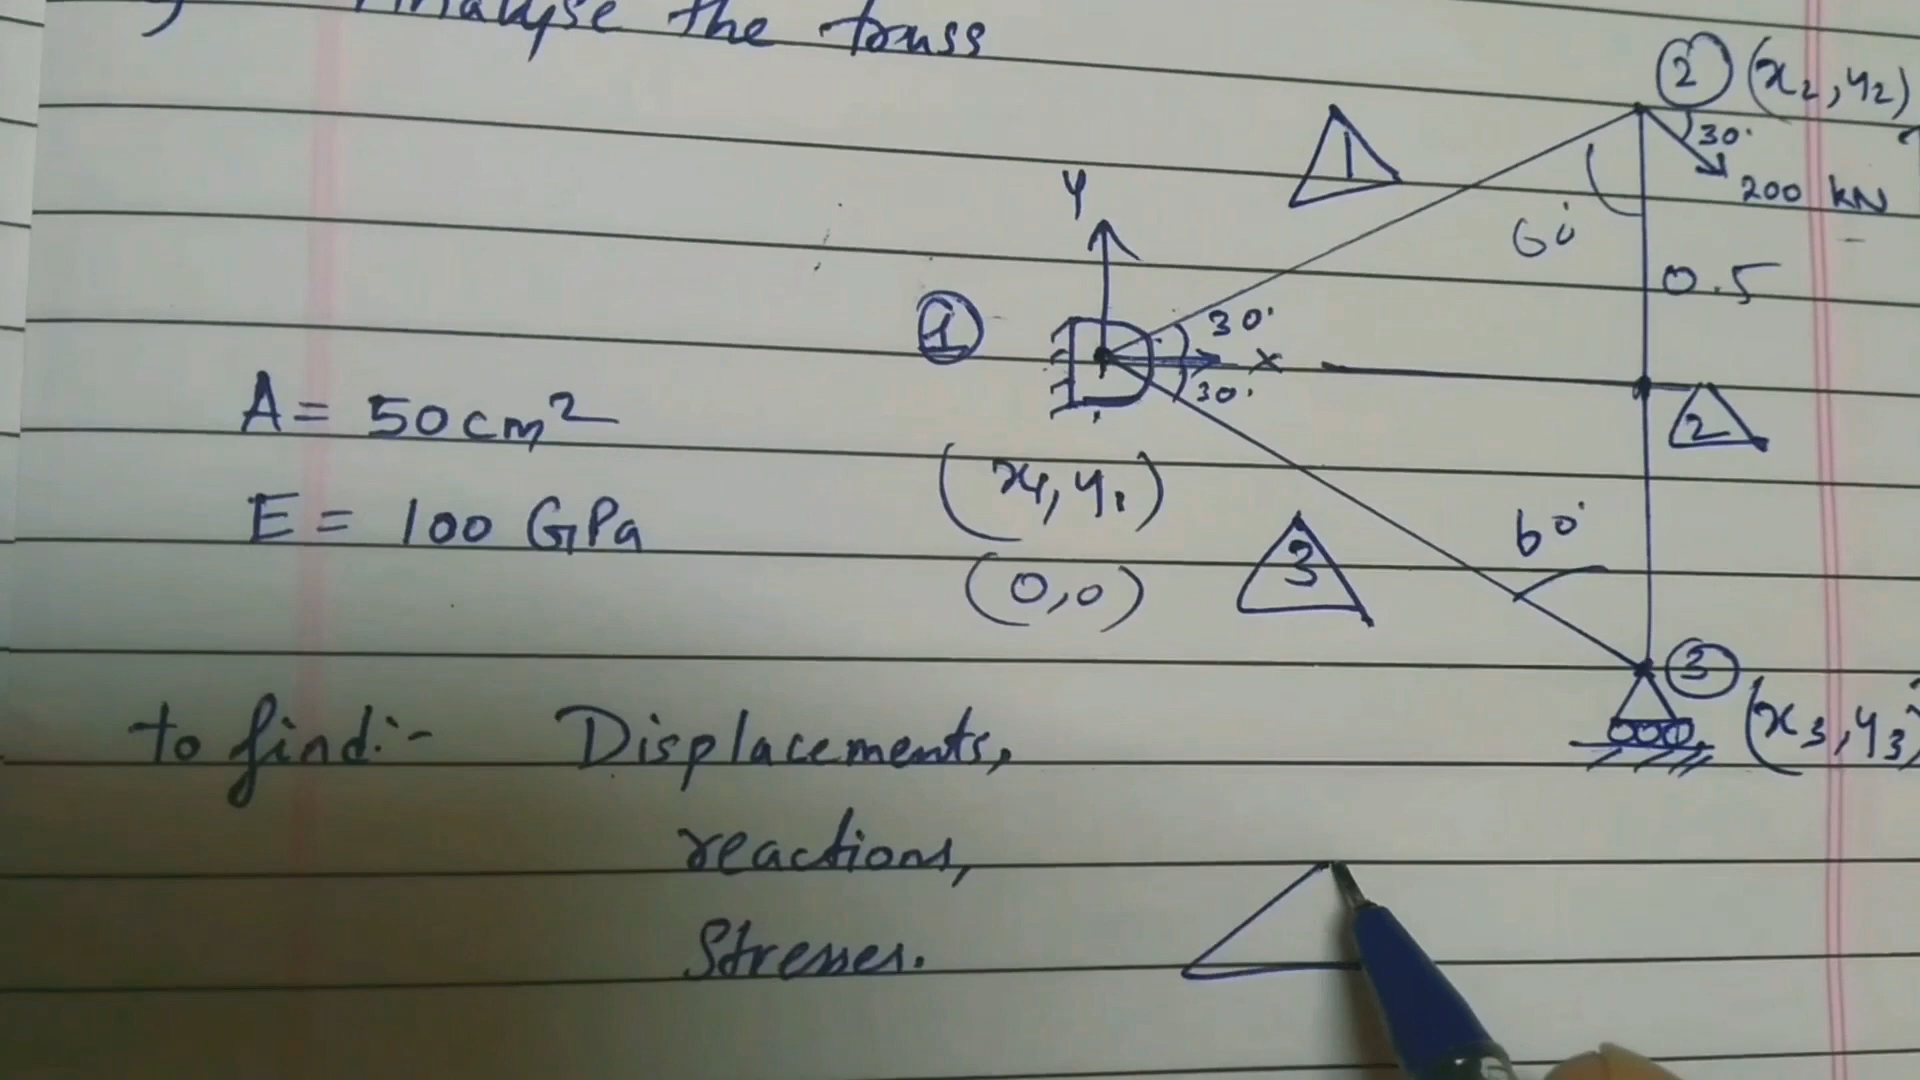 Analyse the truss
2 (x2, y2)
30°
200 kN
1
Y
60°
0.5
1
30°
X
30°
2
A = 50 cm2
(x1, y1)
E = 100 GPa
60°
3
(0,0)
3
(x3, y3)
to find:- Displacements,
reactions,
Stresses.